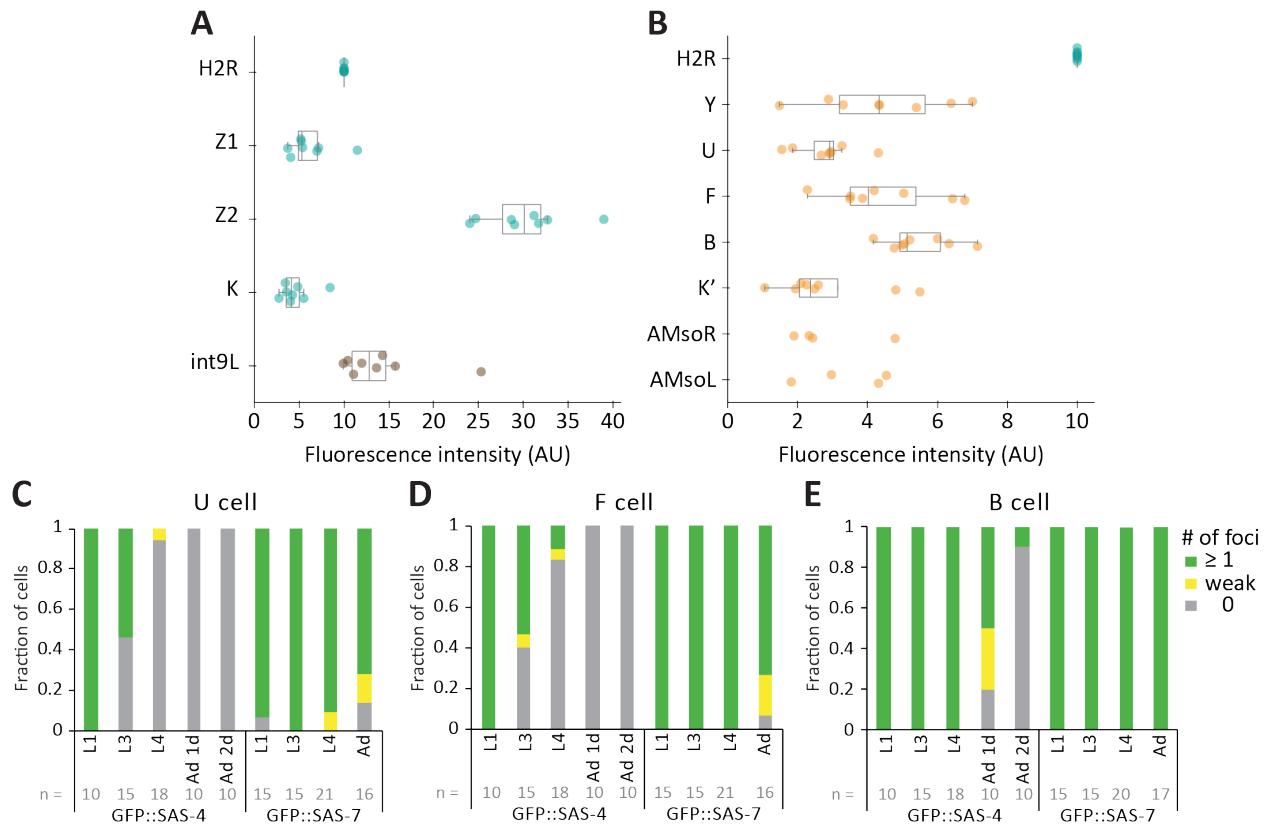 A
H2R
Z1
Z2
K
int9L
0 5 10 15 20 25 30 35 40
Fluorescence intensity (AU)
B
H2R
Y
U
F
B
K’
AMsoR
AMsoL
0 2 4 6 8 10
Fluorescence intensity (AU)
C
U cell
Fraction of cells
1
0.8
0.6
0.4
0.2
0
L1 L3 L4 Ad 1d Ad 2d L1 L3 L4 Ad
n = 10 15 18 10 10 15 15 21 16
GFP::SAS-4 GFP::SAS-7
D
F cell
Fraction of cells
1
0.8
0.6
0.4
0.2
0
L1 L3 L4 Ad 1d Ad 2d L1 L3 L4 Ad
n = 10 15 18 10 10 15 15 21 16
GFP::SAS-4 GFP::SAS-7
E
B cell
Fraction of cells
1
0.8
0.6
0.4
0.2
0
L1 L3 L4 Ad 1d Ad 2d L1 L3 L4 Ad
n = 10 15 18 10 10 15 15 20 17
GFP::SAS-4 GFP::SAS-7
# of foci
≥ 1
weak
0